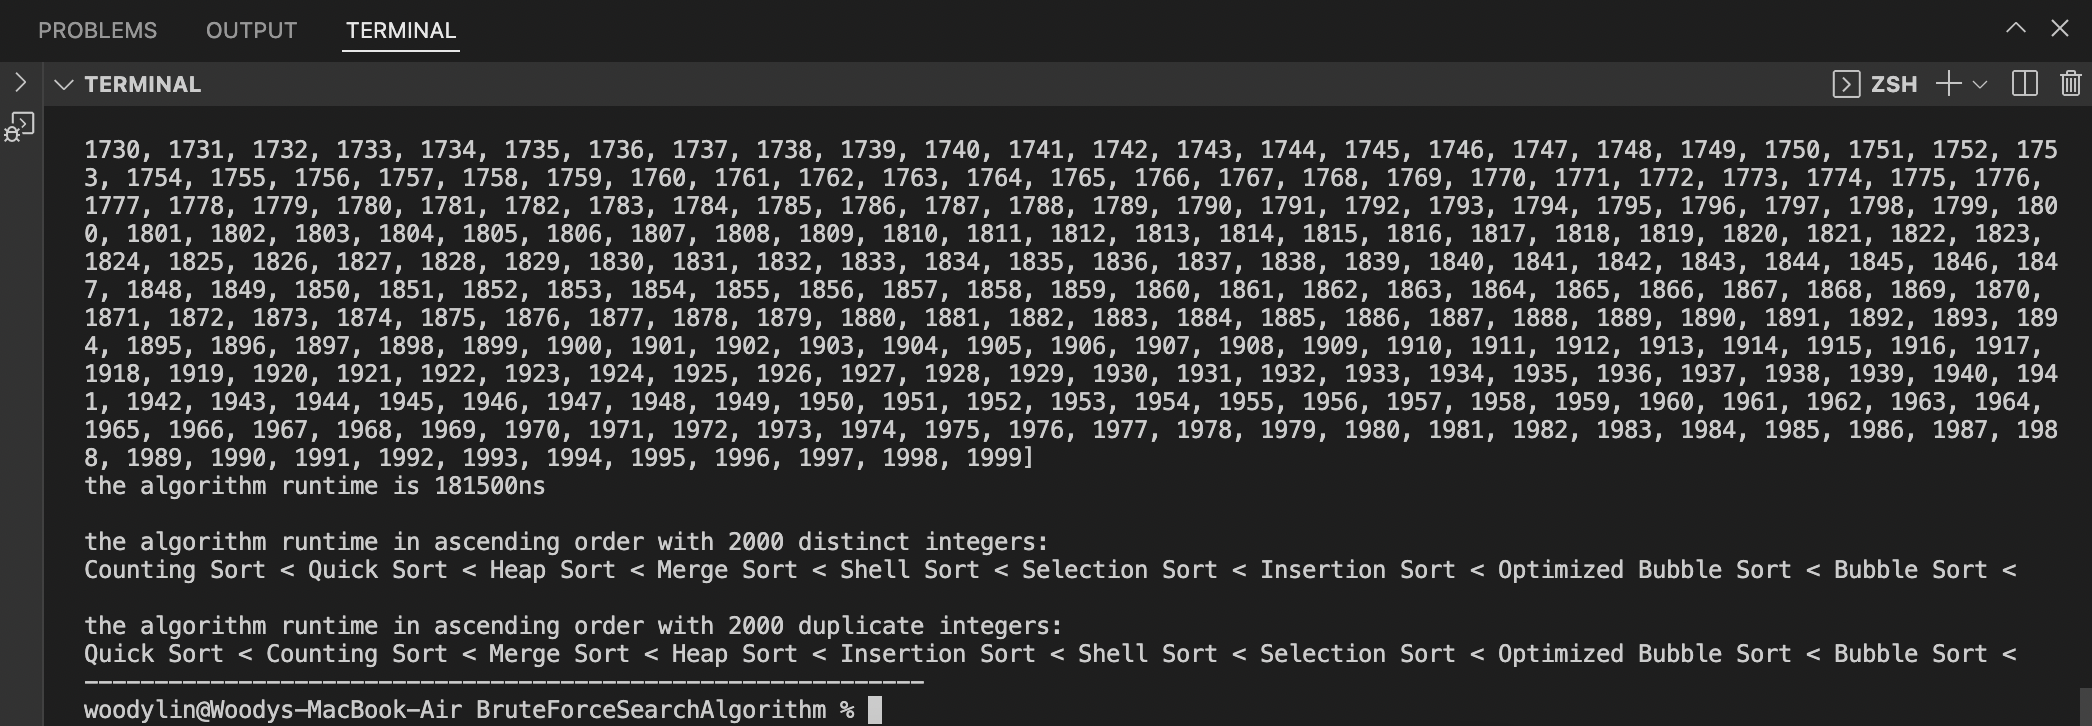 PROBLEMS OUTPUT TERMINAL
TERMINAL ZSH
1730, 1731, 1732, 1733, 1734, 1735, 1736, 1737, 1738, 1739, 1740, 1741, 1742, 1743, 1744, 1745, 1746, 1747, 1748, 1749, 1750, 1751, 1752, 175
3, 1754, 1755, 1756, 1757, 1758, 1759, 1760, 1761, 1762, 1763, 1764, 1765, 1766, 1767, 1768, 1769, 1770, 1771, 1772, 1773, 1774, 1775, 1776,
1777, 1778, 1779, 1780, 1781, 1782, 1783, 1784, 1785, 1786, 1787, 1788, 1789, 1790, 1791, 1792, 1793, 1794, 1795, 1796, 1797, 1798, 1799, 180
0, 1801, 1802, 1803, 1804, 1805, 1806, 1807, 1808, 1809, 1810, 1811, 1812, 1813, 1814, 1815, 1816, 1817, 1818, 1819, 1820, 1821, 1822, 1823,
1824, 1825, 1826, 1827, 1828, 1829, 1830, 1831, 1832, 1833, 1834, 1835, 1836, 1837, 1838, 1839, 1840, 1841, 1842, 1843, 1844, 1845, 1846, 184
7, 1848, 1849, 1850, 1851, 1852, 1853, 1854, 1855, 1856, 1857, 1858, 1859, 1860, 1861, 1862, 1863, 1864, 1865, 1866, 1867, 1868, 1869, 1870,
1871, 1872, 1873, 1874, 1875, 1876, 1877, 1878, 1879, 1880, 1881, 1882, 1883, 1884, 1885, 1886, 1887, 1888, 1889, 1890, 1891, 1892, 1893, 189
4, 1895, 1896, 1897, 1898, 1899, 1900, 1901, 1902, 1903, 1904, 1905, 1906, 1907, 1908, 1909, 1910, 1911, 1912, 1913, 1914, 1915, 1916, 1917,
1918, 1919, 1920, 1921, 1922, 1923, 1924, 1925, 1926, 1927, 1928, 1929, 1930, 1931, 1932, 1933, 1934, 1935, 1936, 1937, 1938, 1939, 1940, 194
1, 1942, 1943, 1944, 1945, 1946, 1947, 1948, 1949, 1950, 1951, 1952, 1953, 1954, 1955, 1956, 1957, 1958, 1959, 1960, 1961, 1962, 1963, 1964,
1965, 1966, 1967, 1968, 1969, 1970, 1971, 1972, 1973, 1974, 1975, 1976, 1977, 1978, 1979, 1980, 1981, 1982, 1983, 1984, 1985, 1986, 1987, 198
8, 1989, 1990, 1991, 1992, 1993, 1994, 1995, 1996, 1997, 1998, 1999]
the algorithm runtime is 181500ns
the algorithm runtime in ascending order with 2000 distinct integers:
Counting Sort < Quick Sort < Heap Sort < Merge Sort < Shell Sort < Selection Sort < Insertion Sort < Optimized Bubble Sort < Bubble Sort <
the algorithm runtime in ascending order with 2000 duplicate integers:
Quick Sort < Counting Sort < Merge Sort < Heap Sort < Insertion Sort < Shell Sort < Selection Sort < Optimized Bubble Sort < Bubble Sort <
------------------------------------------------------------
woodylin@Woodys-MacBook-Air BruteForceSearchAlgorithm %